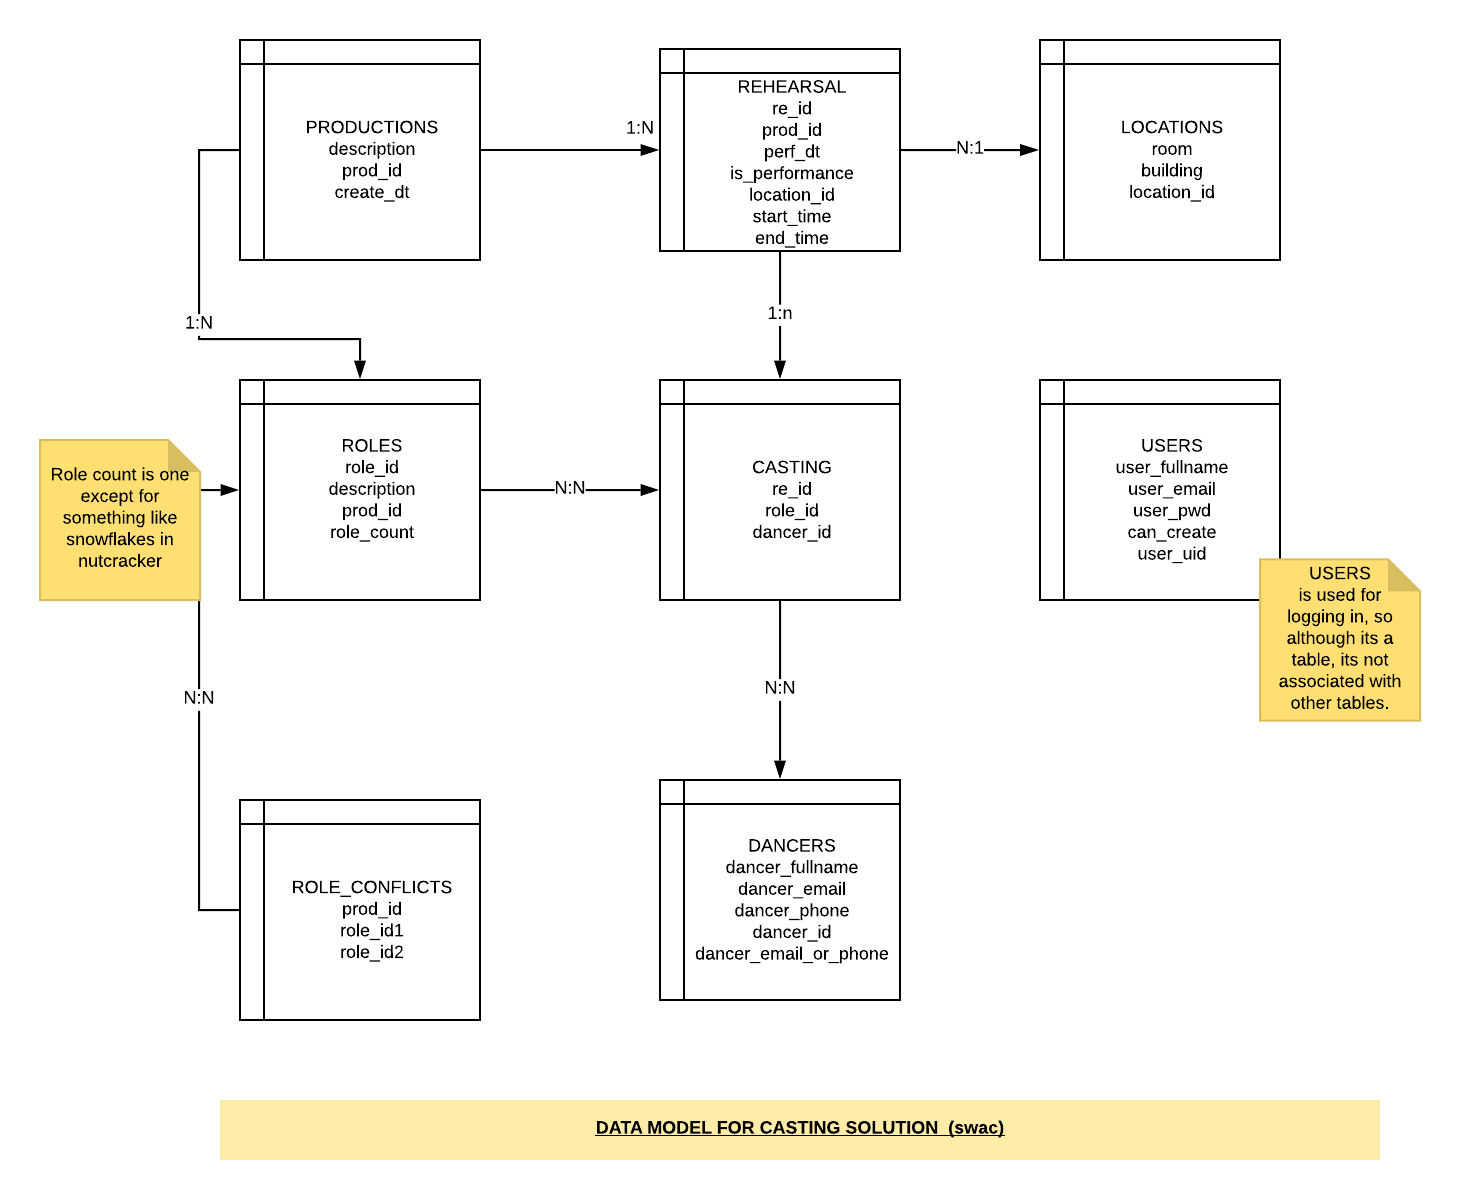 PRODUCTIONS
description
prod_id
create_dt
1:N
REHEARSAL
re_id
prod_id
perf_dt
is_performance
location_id
start_time
end_time
N:1
LOCATIONS
room
building
location_id
1:N
1:n
Role count is one
except for
something like
snowflakes in
nutcracker
ROLES
role_id
description
prod_id
role_count
N:N
CASTING
re_id
role_id
dancer_id
USERS
user_fullname
user_email
user_pwd
can_create
user_uid
USERS
is used for
logging in, so
although its a
table, its not
associated with
other tables.
N:N
N:N
ROLE_CONFLICTS
prod_id
role_id1
role_id2
DANCERS
dancer_fullname
dancer_email
dancer_phone
dancer_id
dancer_email_or_phone
DATA MODEL FOR CASTING SOLUTION  (swac)